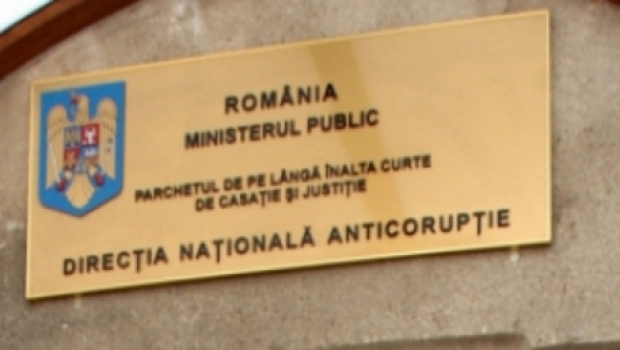 ROMÂNIA
MINISTERUL PUBLIC
PARCHETUL DE PE LÂNGĂ ÎNALTA CURTE
DE CASAȚIE ȘI JUSTIȚIE
DIRECȚIA NAȚIONALĂ ANTICORUPȚIE